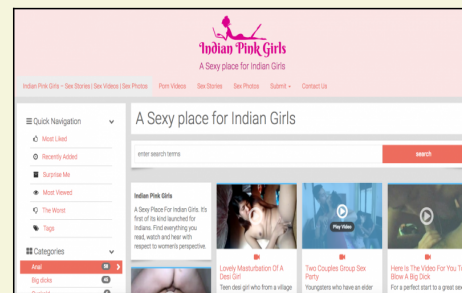 Indian Pink Girls
A Sexy place for Indian Girls
Indian Pink Girls – Sex Stories | Sex Videos | Sex Photos
Porn Videos
Sex Stories
Sex Photos
Submit
Contact Us
Quick Navigation
Most Liked
Recently Added
Surprise Me
Most Viewed
The Worst
Tags
Categories
Anal
Big dicks
A Sexy place for Indian Girls
enter search terms
search
Indian Pink Girls
A Sexy Place For Indian Girls. It's
first of its kind launched for
Indians. Find everything you
read, watch and hear with
respect to women's perspective.
Lovely Masturbation Of A
Desi Girl
Teen desi girl who from a village
Play Video
Two Couples Group Sex
Party
Youngsters who have an elder
Here Is The Video For You T
Blow A Big Dick
For a perfect start to a great sex